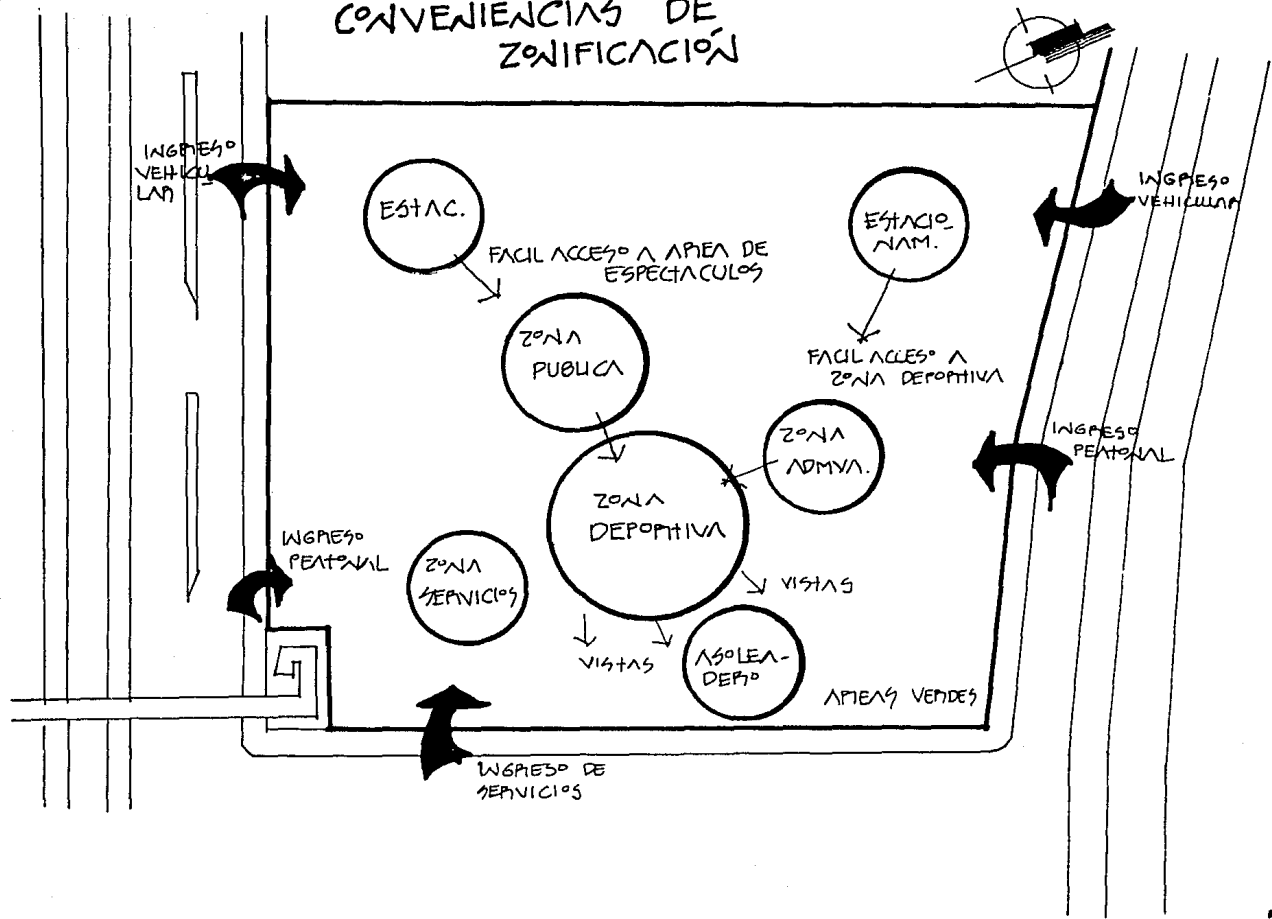 CONVENIENCIAS DE
ZONIFICACIÓN
INGRESO
VEHICU_
LAR
ESTAC.
ESTACIO_
NAM.
INGRESO
VEHICULAR
FACIL ACCESO A AREA DE
ESPECTACULOS
ZONA
PUBLICA
FACIL ACCESO A
ZONA DEPORTIVA
ZONA
ADMVA.
INGRESO
PEATONAL
ZONA
DEPORTIVA
INGRESO
PEATONAL
ZONA
SERVICIOS
VISTAS
VISTAS
ASOLEA-
DERO
AREAS VERDES
INGRESO DE
SERVICIOS